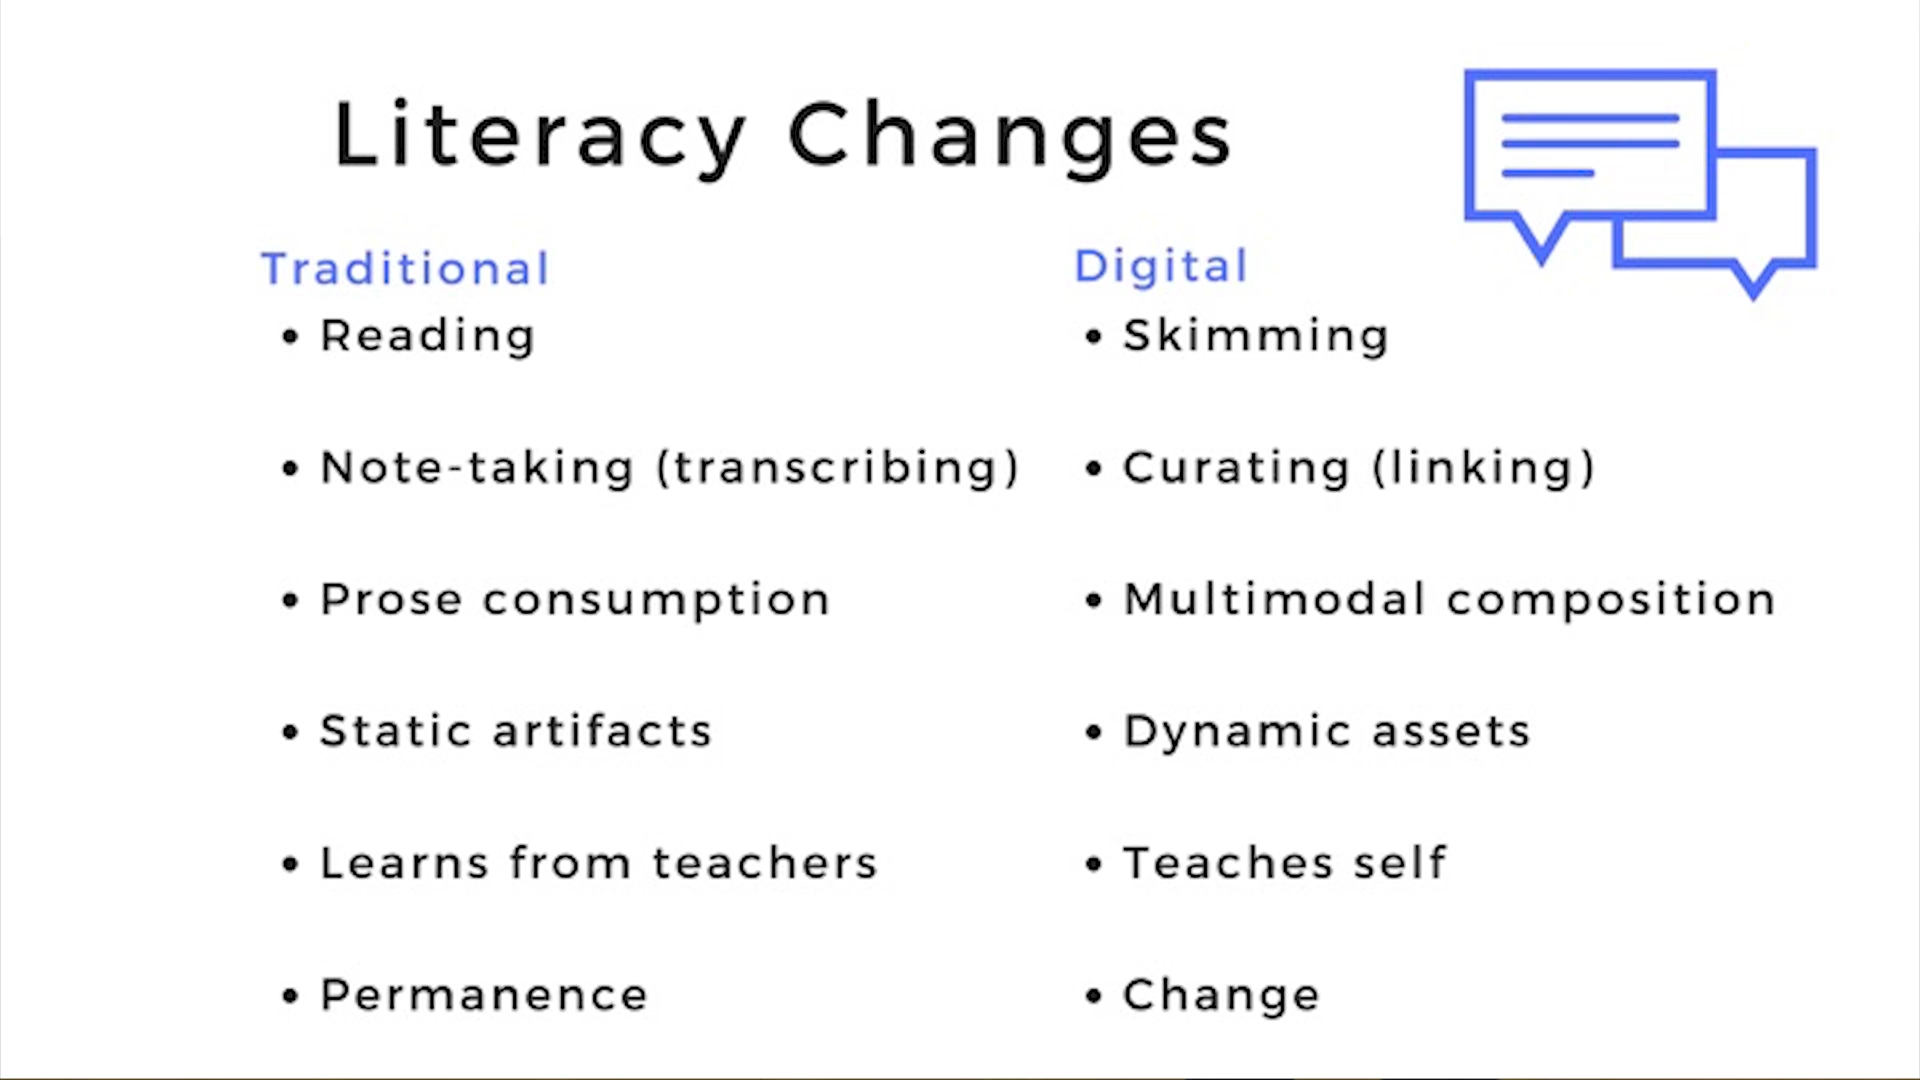 Literacy Changes
Traditional
• Reading
• Note-taking (transcribing)
• Prose consumption
• Static artifacts
• Learns from teachers
• Permanence
Digital
• Skimming
• Curating (linking)
• Multimodal composition
• Dynamic assets
• Teaches self
• Change